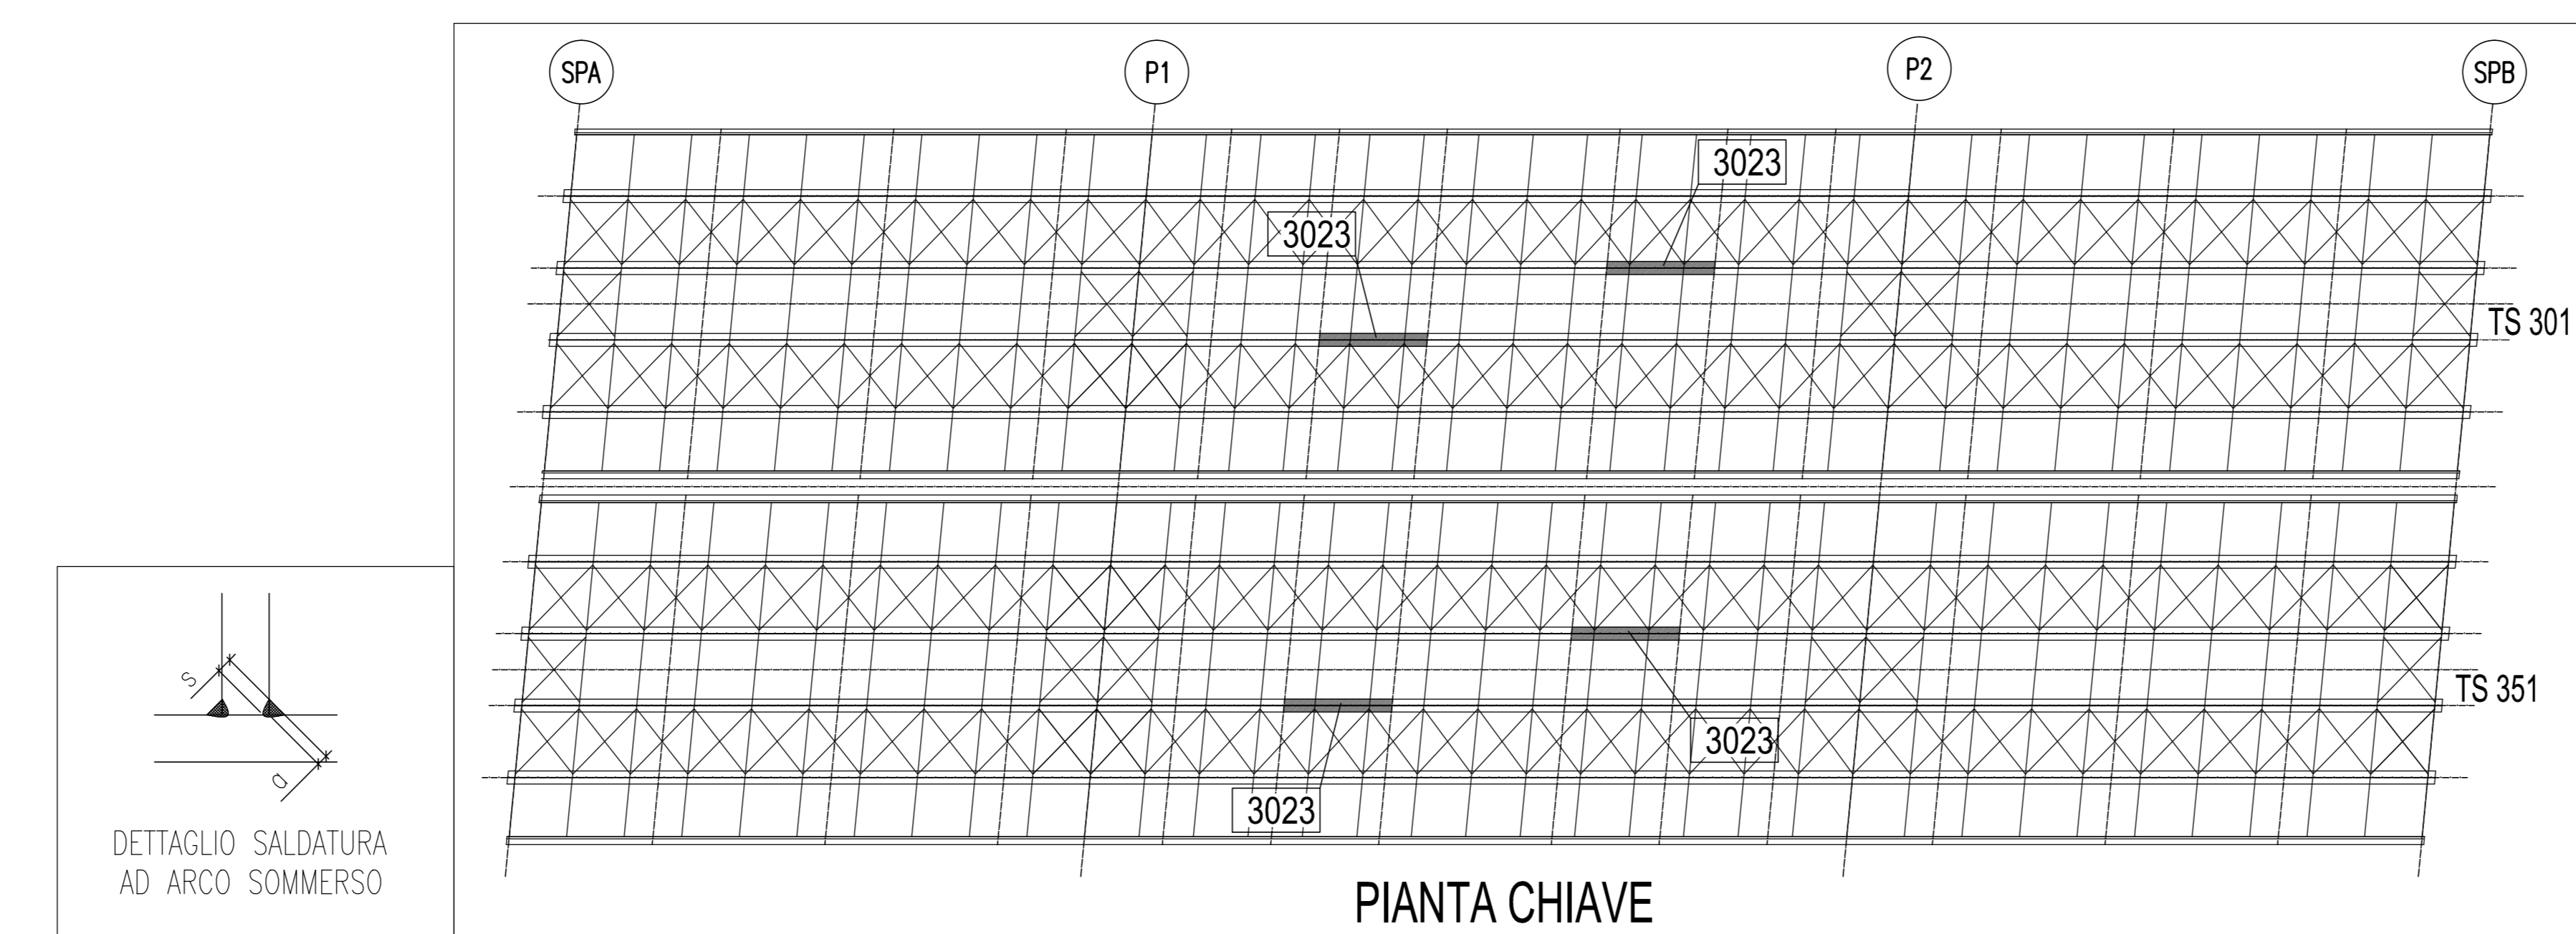 SPA
P1
P2
SPB
3023
3023
TS 301
TS 351
3023
3023
s
a
DETTAGLIO SALDATURA
AD ARCO SOMMERSO
PIANTA CHIAVE